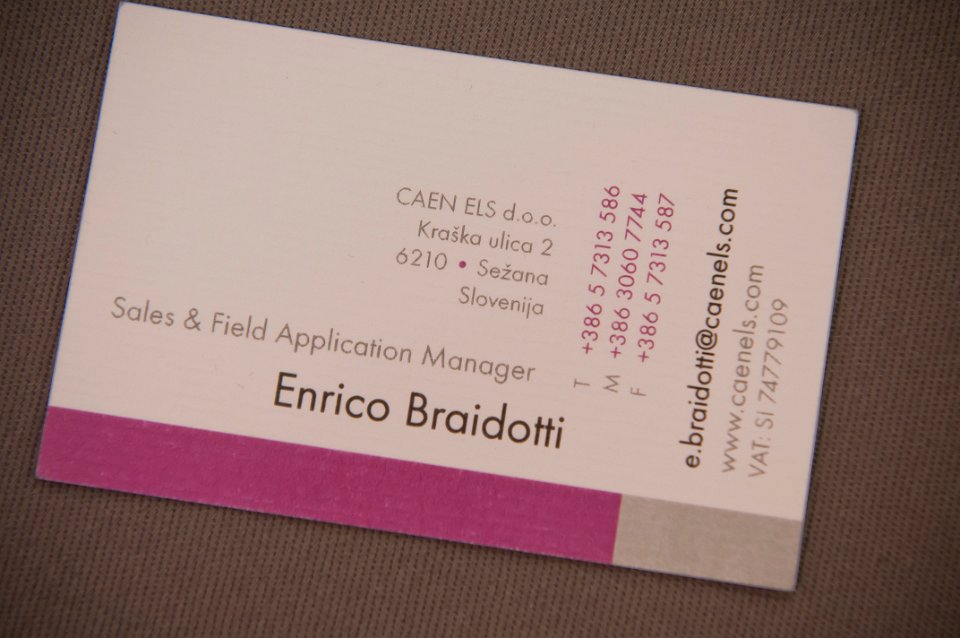 CAEN ELS d.o.o.
Kraška ulica 2
6210 • Sežana
Slovenija
Sales & Field Application Manager
Enrico Braidotti
T +386 5 7313 586
M +386 3060 7744
F +386 5 7313 587
e.braidotti@caenels.com
www.caenels.com
VAT: SI 74779109